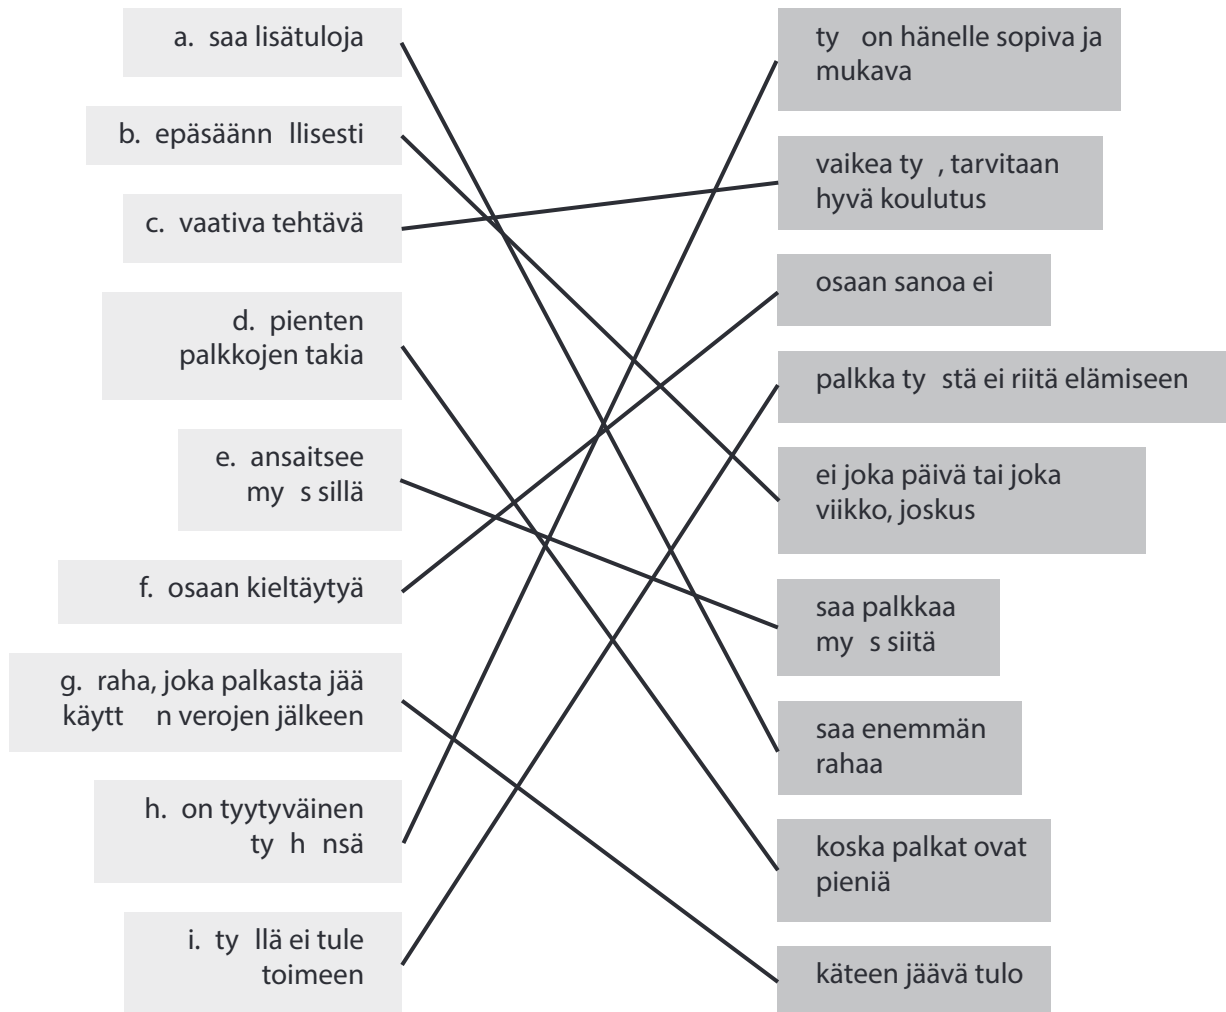 a. saa lisätuloja
b. epäsäänn llisesti
c. vaativa tehtävä
d. pienten
palkkojen takia
e. ansaitsee
my s sillä
f. osaan kieltäytyä
g. raha, joka palkasta jää
käytt n verojen jälkeen
h. on tyytyväinen
ty h nsä
i. ty llä ei tule
toimeen
ty on hänelle sopiva ja
mukava
vaikea ty , tarvitaan
hyvä koulutus
osaan sanoa ei
palkka ty stä ei riitä elämiseen
ei joka päivä tai joka
viikko, joskus
saa palkkaa
my s siitä
saa enemmän
rahaa
koska palkat ovat
pieniä
käteen jäävä tulo